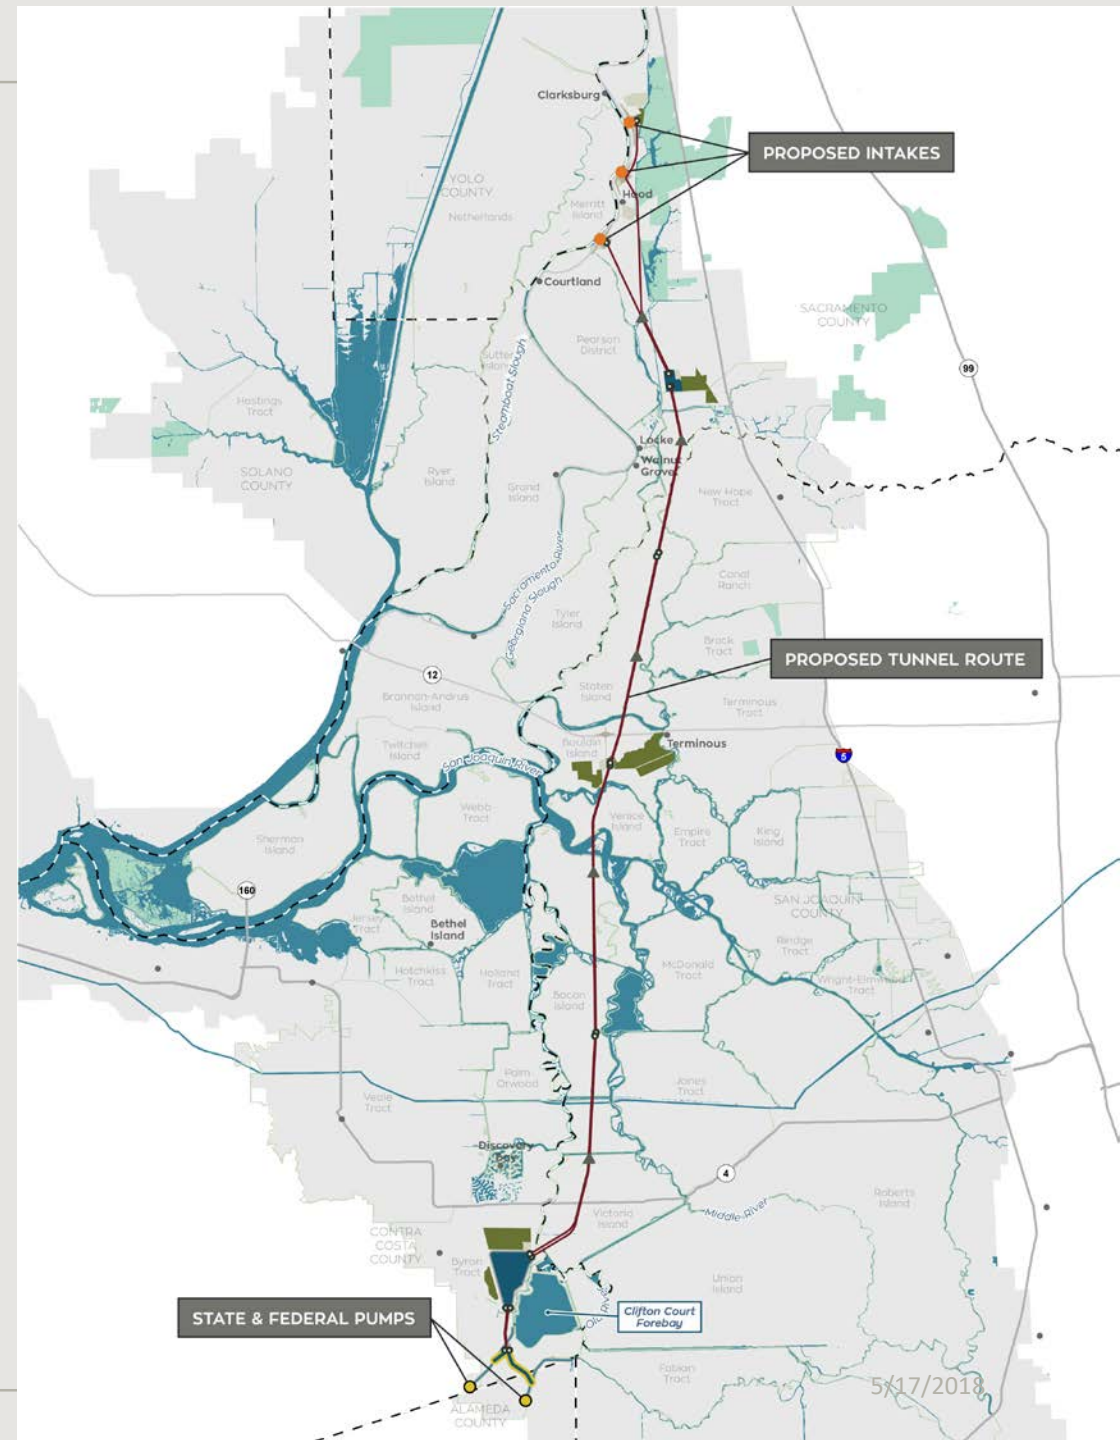 Clarksburg
PROPOSED INTAKES
YOLO
COUNTY
Netherlands
Merritt
Island
Hood
Courtland
SACRAMENTO
COUNTY
Pearson
District
Sutter
Island
Steamboat Slough
99
Hastings
Tract
SOLANO
COUNTY
Ryer
Island
Grand
Island
Locke
Walnut
Grove
New Hope
Tract
Sacramento River
Georgiana Slough
Canal
Ranch
Tyler
Island
Brack
Tract
PROPOSED TUNNEL ROUTE
12
Brannan-Andrus
Island
Staten
Island
Terminous
Tract
Twitchell
Island
San Joaquin River
Bouldin
Island
Terminous
5
Webb
Tract
Venice
Island
Empire
Tract
King
Island
Sherman
Island
160
Bethel
Island
Jersey
Tract
Bethel
Island
SAN JOAQUIN
COUNTY
Rindge
Tract
Hotchkiss
Tract
Holland
Tract
McDonald
Tract
Wright-Elmwood
Tract
Bacon
Island
Palm
Orwood
Jones
Tract
Veale
Tract
Discovery
Bay
4
Middle River
Roberts
Island
Victoria
Island
CONTRA
COSTA
COUNTY
Byron
Tract
Union
Island
STATE & FEDERAL PUMPS
Clifton Court
Forebay
Old River
Fabian
Tract
5/17/2018
ALAMEDA
COUNTY